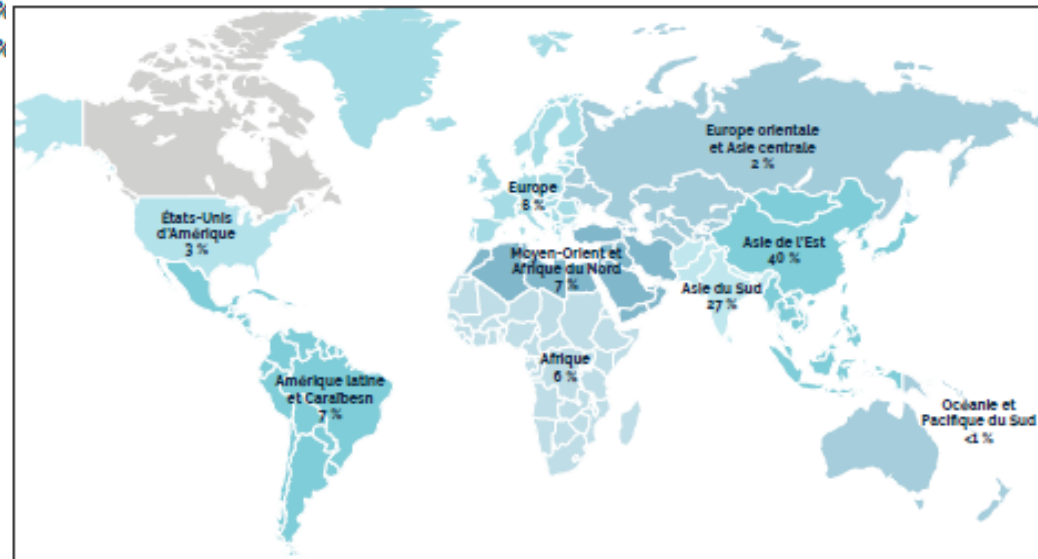 Europe orientale
et Asie centrale
2 %
Europe
8 %
États-Unis
d'Amérique
3 %
Asie de l'Est
40 %
Moyen-Orient et
Afrique du Nord
7 %
Asie du Sud
27 %
Afrique
6 %
Amérique latine
et Caraïbesn
7 %
Océanie et
Pacifique du Sud
<1 %